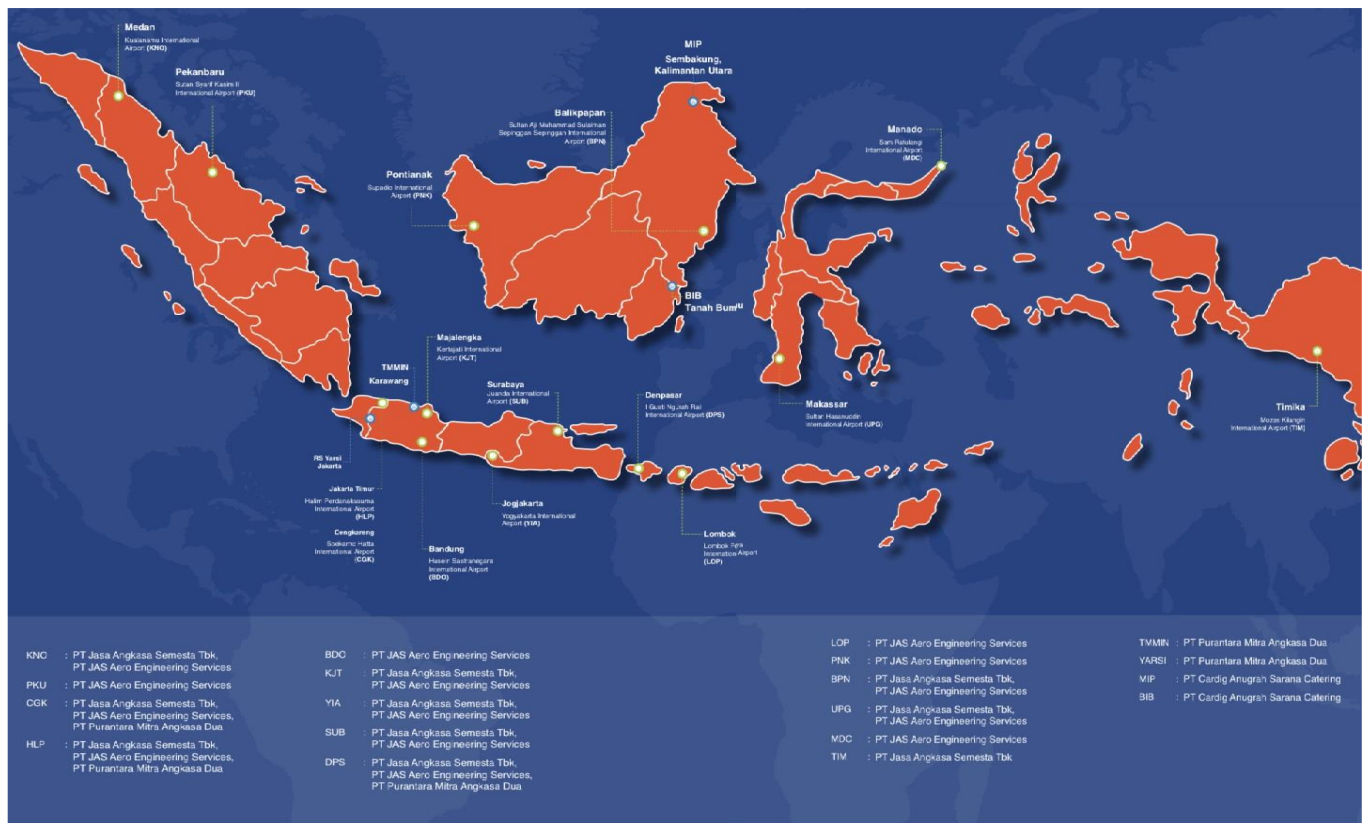 Medan
Kualanamu International
Airport (KNO)
Pekanbaru
Sutan Syarif Kasim II
International Airport (PKU)
MIP
Sembakung,
Kalimantan Utara
Balikpapan
Sultan Aji Muhammad Sulaiman
Sepinggan Sepinggan International
Airport (BPN)
Manado
Sam Ratulangi
International Airport
(MDC)
Pontianak
Supadio International
Airport (PNK)
BIB
Tanah Bumbu
Majalengka
Kertajati International
Airport (KJT)
TMMIN
Karawang
Surabaya
Juanda International
Airport (SUB)
Denpasar
I Gusti Ngurah Rai
International Airport (DPS)
Makassar
Sultan Hasanuddin
International Airport (UPG)
Timika
Mozes Kilangin
International Airport (TIM)
RS Yarsi
Jakarta
Jakarta Timur
Halim Perdanakusuma
International Airport
(HLP)
Cengkareng
Soekarno Hatta
International Airport
(CGK)
Bandung
Husein Sastranegara
International Airport
(BDO)
Jogjakarta
Yogyakarta International
Airport (YIA)
Lombok
Lombok Praya
International Airport
(LOP)
KNO : PT Jasa Angkasa Semesta Tbk,
PT JAS Aero Engineering Services
PKU : PT JAS Aero Engineering Services
CGK : PT Jasa Angkasa Semesta Tbk,
PT JAS Aero Engineering Services,
PT Purantara Mitra Angkasa Dua
HLP : PT Jasa Angkasa Semesta Tbk,
PT JAS Aero Engineering Services,
PT Purantara Mitra Angkasa Dua
BDO : PT JAS Aero Engineering Services
KJT : PT Jasa Angkasa Semesta Tbk,
PT JAS Aero Engineering Services
YIA : PT Jasa Angkasa Semesta Tbk,
PT JAS Aero Engineering Services
SUB : PT Jasa Angkasa Semesta Tbk,
PT JAS Aero Engineering Services
DPS : PT Jasa Angkasa Semesta Tbk,
PT JAS Aero Engineering Services,
PT Purantara Mitra Angkasa Dua
LOP : PT JAS Aero Engineering Services
PNK : PT JAS Aero Engineering Services
BPN : PT Jasa Angkasa Semesta Tbk,
PT JAS Aero Engineering Services
UPG : PT Jasa Angkasa Semesta Tbk,
PT JAS Aero Engineering Services
MDC : PT JAS Aero Engineering Services
TIM : PT Jasa Angkasa Semesta Tbk
TMMIN : PT Purantara Mitra Angkasa Dua
YARSI : PT Purantara Mitra Angkasa Dua
MIP : PT Cardig Anugrah Sarana Catering
BIB : PT Cardig Anugrah Sarana Catering